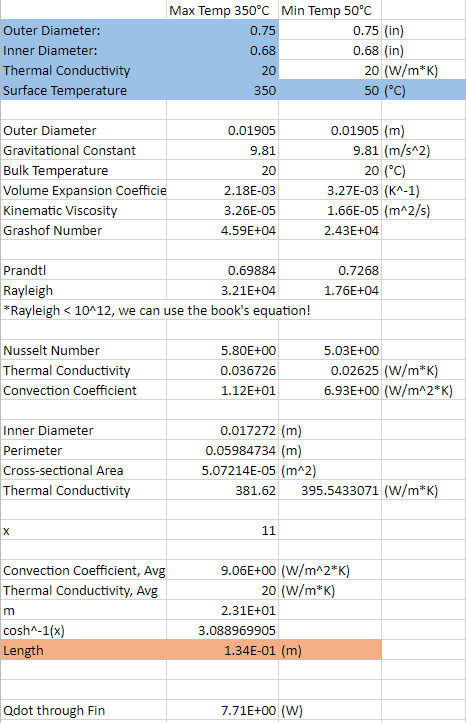 Max Temp 350°C Min Temp 50°C
Outer Diameter: 0.75 0.75 (in)
Inner Diameter: 0.68 0.68 (in)
Thermal Conductivity 20 20 (W/m*K)
Surface Temperature 350 50 (°C)
Outer Diameter 0.01905 0.01905 (m)
Gravitational Constant 9.81 9.81 (m/s^2)
Bulk Temperature 20 20 (°C)
Volume Expansion Coefficie 2.18E-03 3.27E-03 (K^-1)
Kinematic Viscosity 3.26E-05 1.66E-05 (m^2/s)
Grashof Number 4.59E+04 2.43E+04
Prandtl 0.69884 0.7268
Rayleigh 3.21E+04 1.76E+04
*Rayleigh < 10^12, we can use the book's equation!
Nusselt Number 5.80E+00 5.03E+00
Thermal Conductivity 0.036726 0.02625 (W/m*K)
Convection Coefficient 1.12E+01 6.93E+00 (W/m^2*K)
Inner Diameter 0.017272 (m)
Perimeter 0.05984734 (m)
Cross-sectional Area 5.07214E-05 (m^2)
Thermal Conductivity 381.62 395.5433071 (W/m*K)
x 11
Convection Coefficient, Avg 9.06E+00 (W/m^2*K)
Thermal Conductivity, Avg 20 (W/m*K)
m 2.31E+01
cosh^-1(x) 3.088969905
Length 1.34E-01 (m)
Qdot through Fin 7.71E+00 (W)